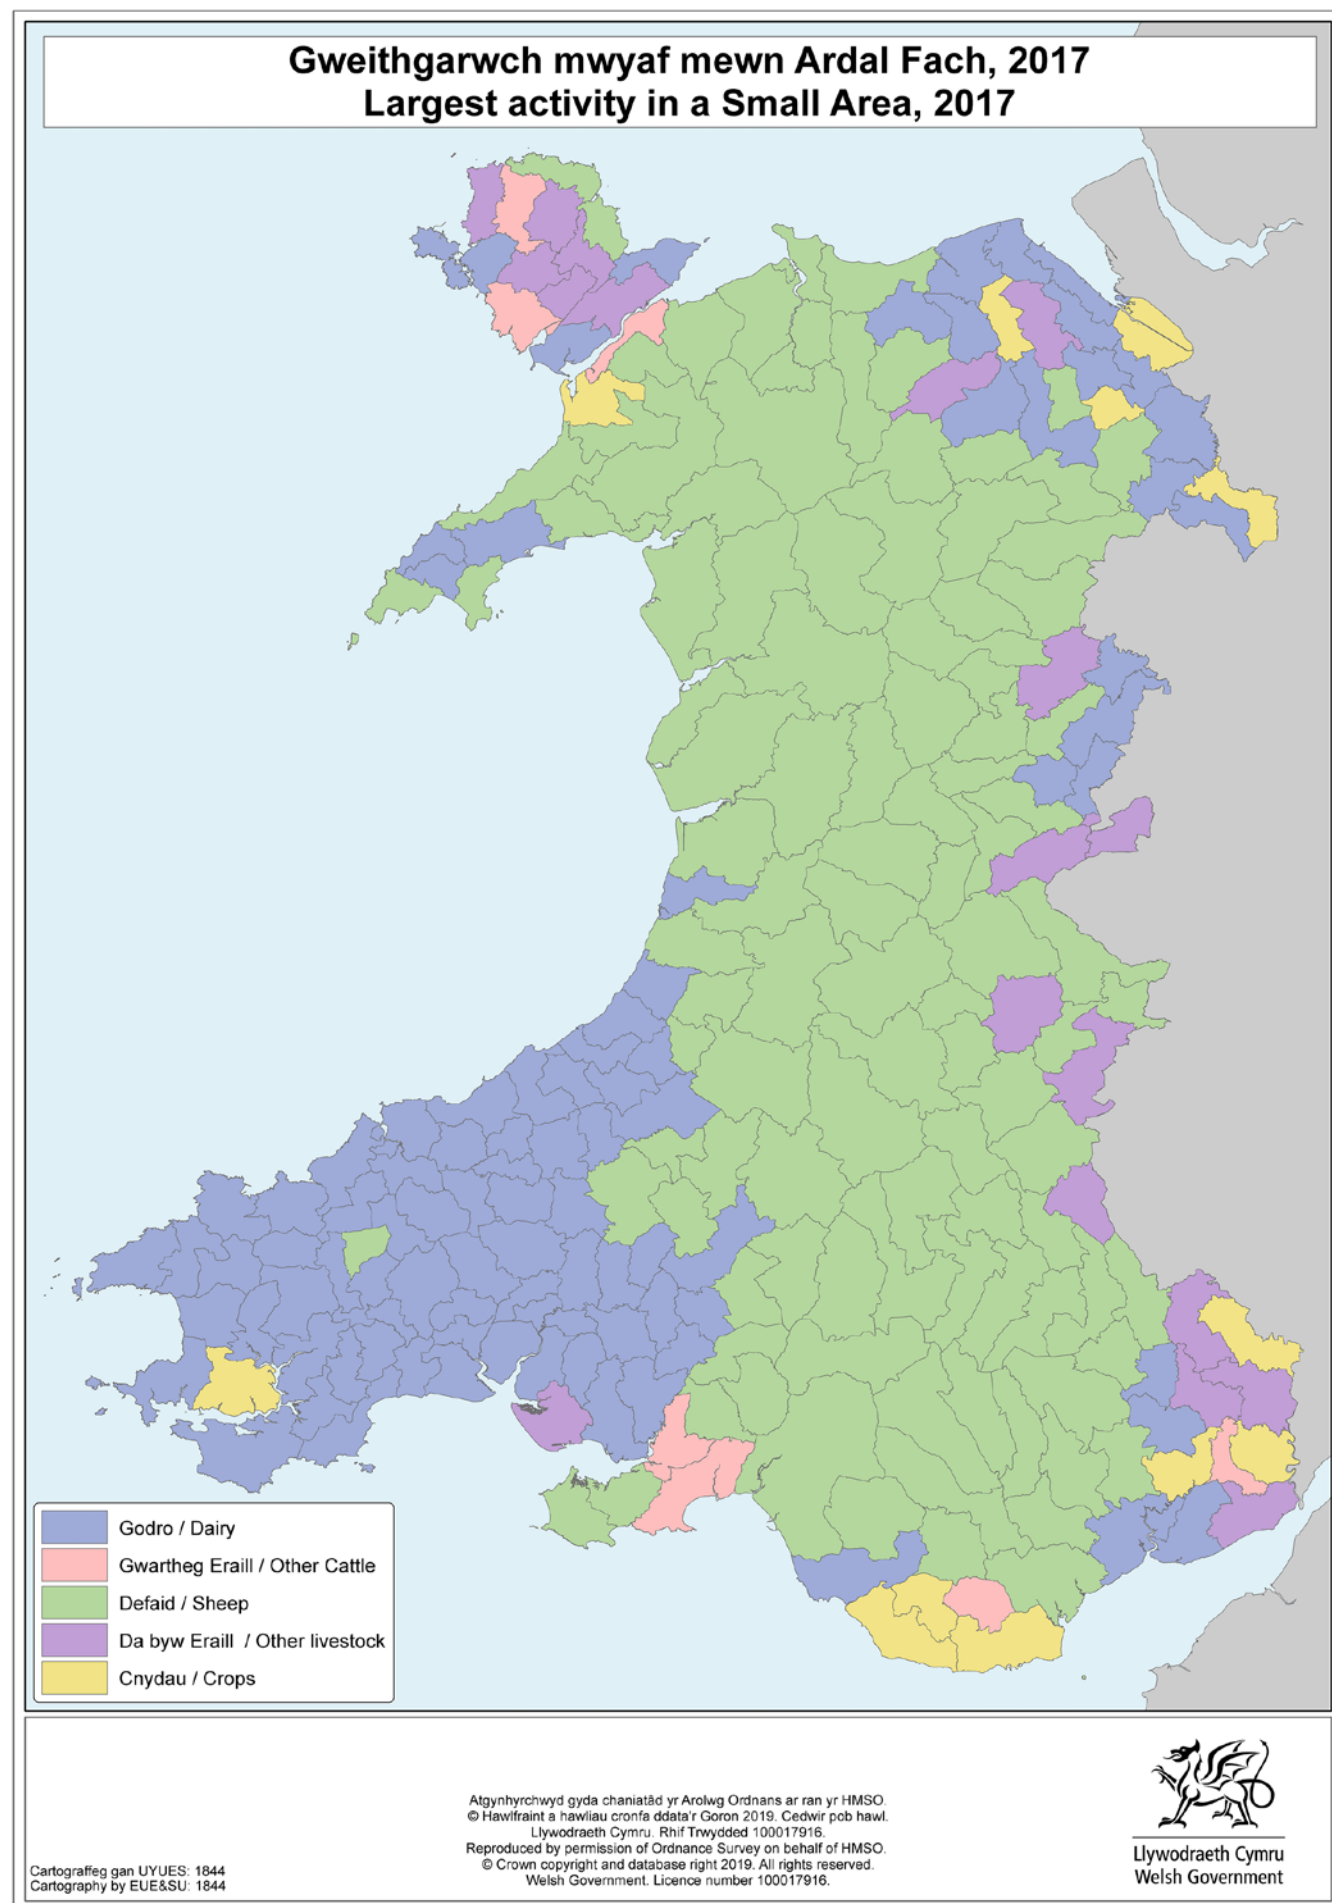 Gweithgarwch mwyaf mewn Ardal Fach, 2017
Largest activity in a Small Area, 2017
Godro / Dairy
Gwartheg Eraill / Other Cattle
Defaid / Sheep
Da byw Eraill / Other livestock
Cnydau / Crops
Cartograffeg gan UYUES: 1844
Cartography by EUE&SU: 1844
Atgynhyrchwyd gyda chaniatâd yr Arolwg Ordnans ar ran yr HMSO.
© Hawlfraint a hawliau cronfa ddata'r Goron 2019. Cedwir pob hawl.
Llywodraeth Cymru. Rhif Trwydded 100017916.
Reproduced by permission of Ordnance Survey on behalf of HMSO.
© Crown copyright and database right 2019. All rights reserved.
Welsh Government. Licence number 100017916.
Llywodraeth Cymru
Welsh Government